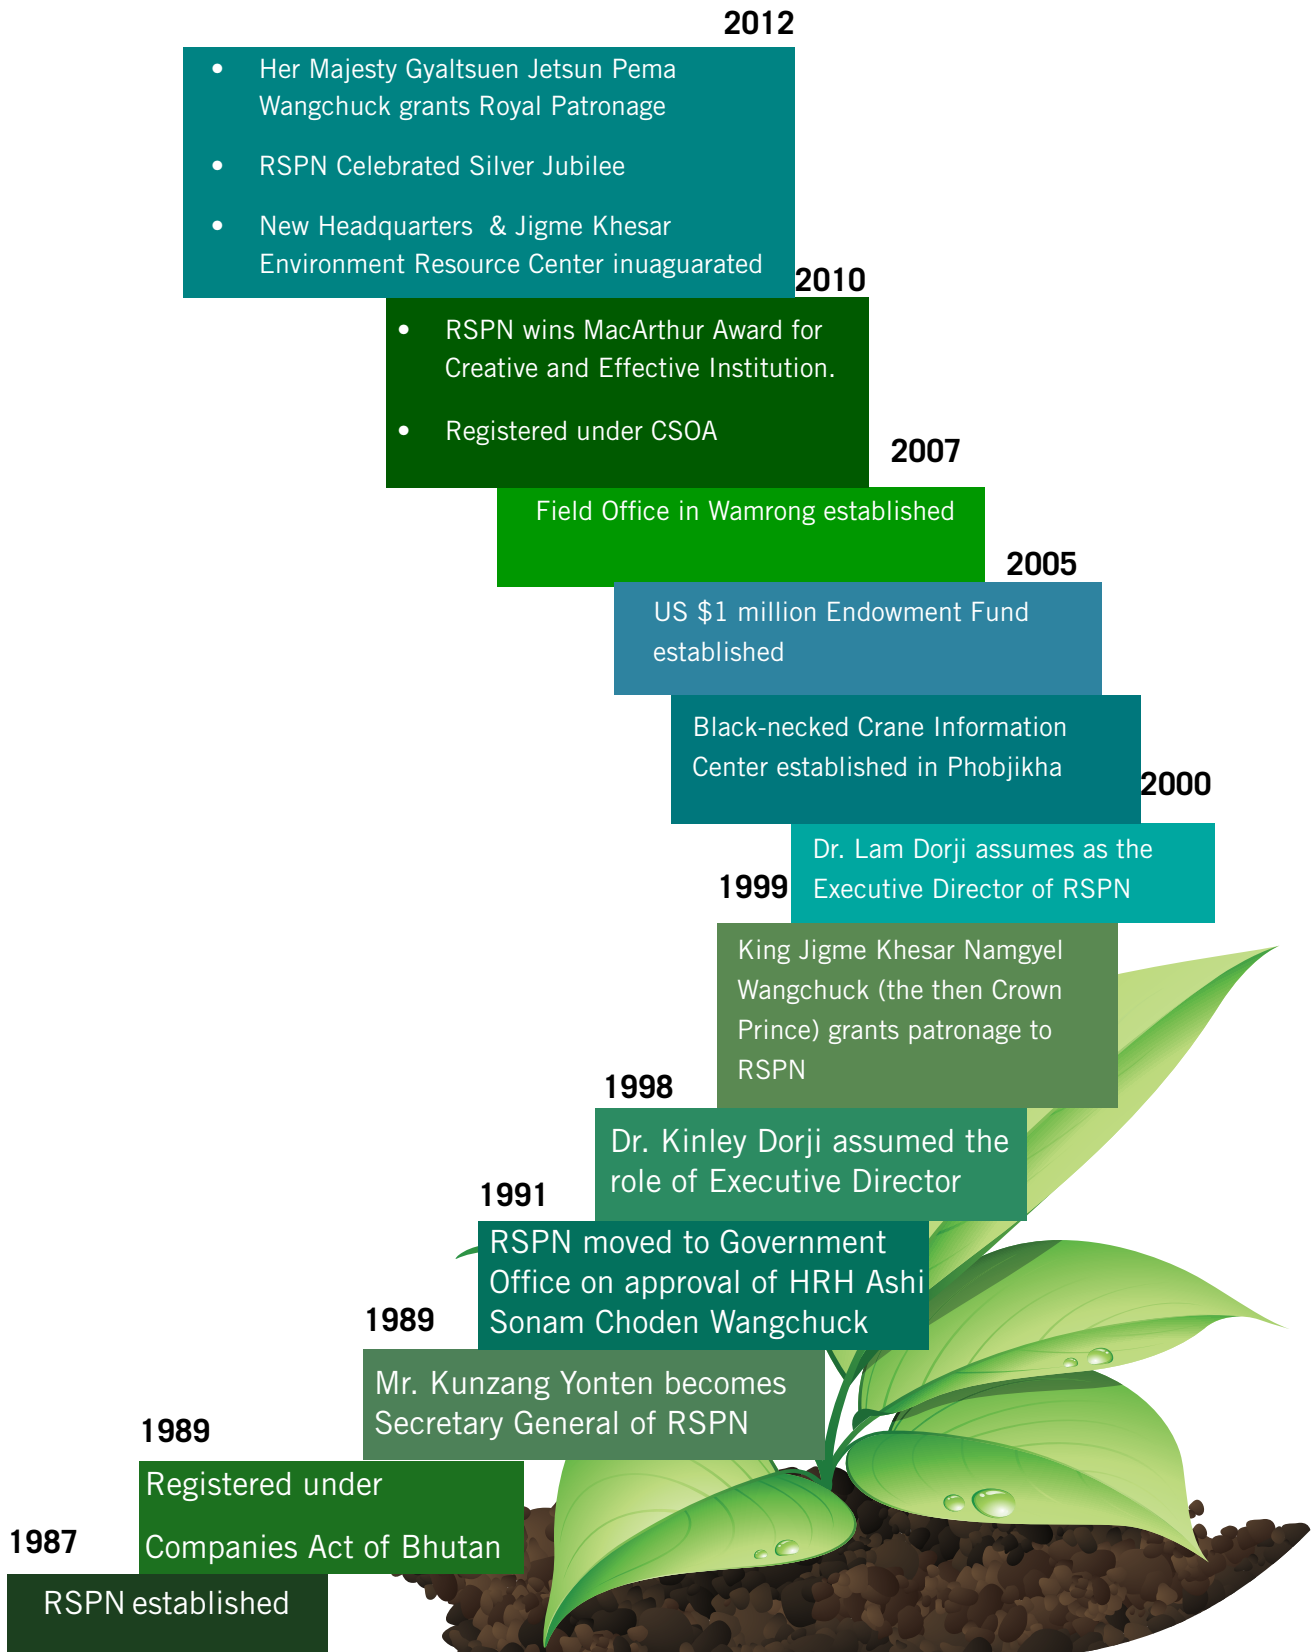 2012
• Her Majesty Gyaltsuen Jetsun Pema
Wangchuck grants Royal Patronage
• RSPN Celebrated Silver Jubilee
• New Headquarters & Jigme Khesar
Environment Resource Center inuaguarated
2010
• RSPN wins MacArthur Award for
Creative and Effective Institution.
• Registered under CSOA
2007
Field Office in Wamrong established
2005
US $1 million Endowment Fund
established
Black-necked Crane Information
Center established in Phobjikha
2000
Dr. Lam Dorji assumes as the
Executive Director of RSPN
1999
King Jigme Khesar Namgyel
Wangchuck (the then Crown
Prince) grants patronage to
RSPN
1998
Dr. Kinley Dorji assumed the
role of Executive Director
1991
RSPN moved to Government
Office on approval of HRH Ashi
Sonam Choden Wangchuck
1989
Mr. Kunzang Yonten becomes
Secretary General of RSPN
1989
Registered under
Companies Act of Bhutan
1987
RSPN established